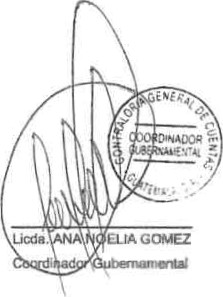 CONTRALORIA GENERAL DE CUENTAS
COORDINADOR
GUBERNAMENTAL
GUATEMALA, C.A.
Licda. ANA NOELIA GOMEZ
Coordinador Gubernamental